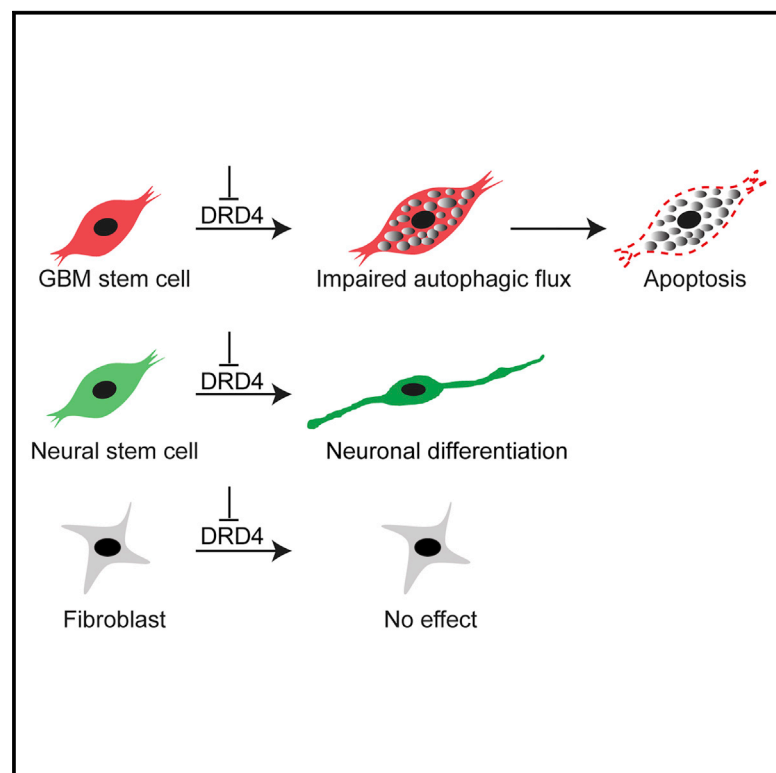 DRD4
GBM stem cell
Impaired autophagic flux
Apoptosis
DRD4
Neural stem cell
Neuronal differentiation
DRD4
Fibroblast
No effect